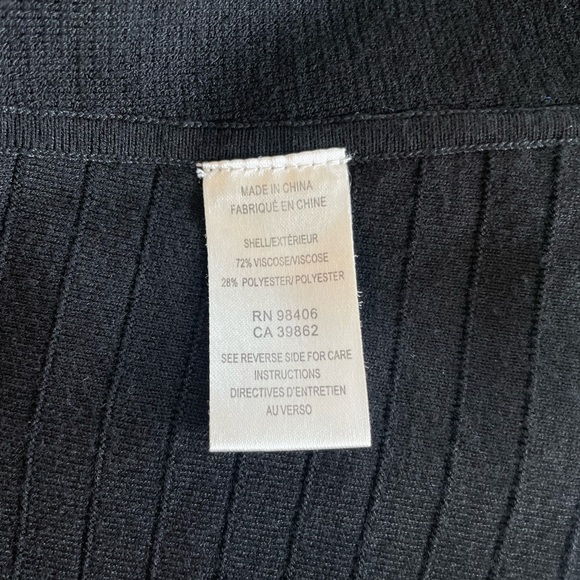 MADE IN CHINA
FABRIQUÉ EN CHINE
SHELL/EXTÉRIEUR
72% VISCOSE/VISCOSE
28% POLYESTER/POLYESTER
RN 98406
CA 39862
SEE REVERSE SIDE FOR CARE
INSTRUCTIONS
DIRECTIVES D'ENTRETIEN
AU VERSO